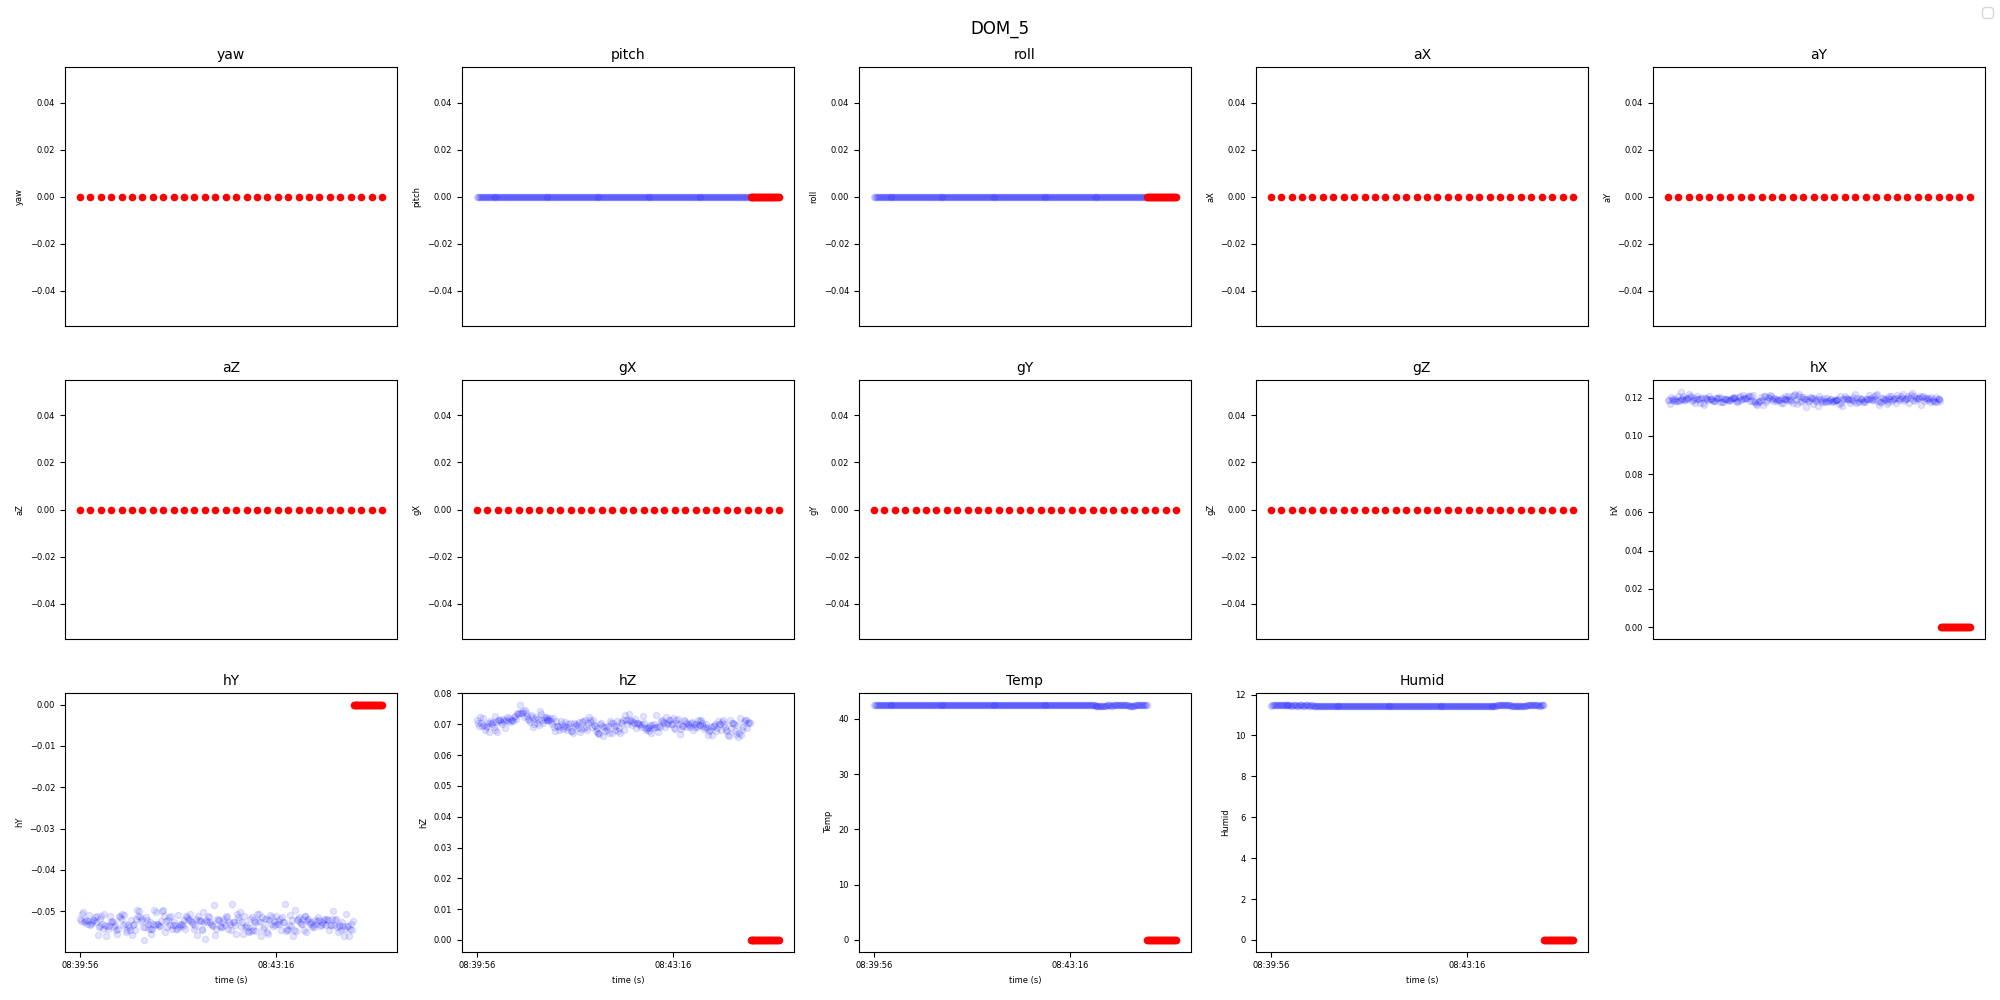 DOM_5
yaw
pitch
roll
aX
aY
0.04
0.02
0.00
−0.02
−0.04
yaw
0.04
0.02
0.00
−0.02
−0.04
pitch
0.04
0.02
0.00
−0.02
−0.04
roll
0.04
0.02
0.00
−0.02
−0.04
aX
0.04
0.02
0.00
−0.02
−0.04
aY
aZ
gX
gY
gZ
hX
0.04
0.02
0.00
−0.02
−0.04
aZ
0.04
0.02
0.00
−0.02
−0.04
gX
0.04
0.02
0.00
−0.02
−0.04
gY
0.04
0.02
0.00
−0.02
−0.04
gZ
0.12
0.10
0.08
0.06
0.04
0.02
0.00
hX
hY
hZ
Temp
Humid
0.00
−0.01
−0.02
−0.03
−0.04
−0.05
hY
08:39:56
08:43:16
time (s)
0.08
0.07
0.06
0.05
0.04
0.03
0.02
0.01
0.00
hZ
08:39:56
08:43:16
time (s)
40
30
20
10
0
Temp
08:39:56
08:43:16
time (s)
12
10
8
6
4
2
0
Humid
08:39:56
08:43:16
time (s)